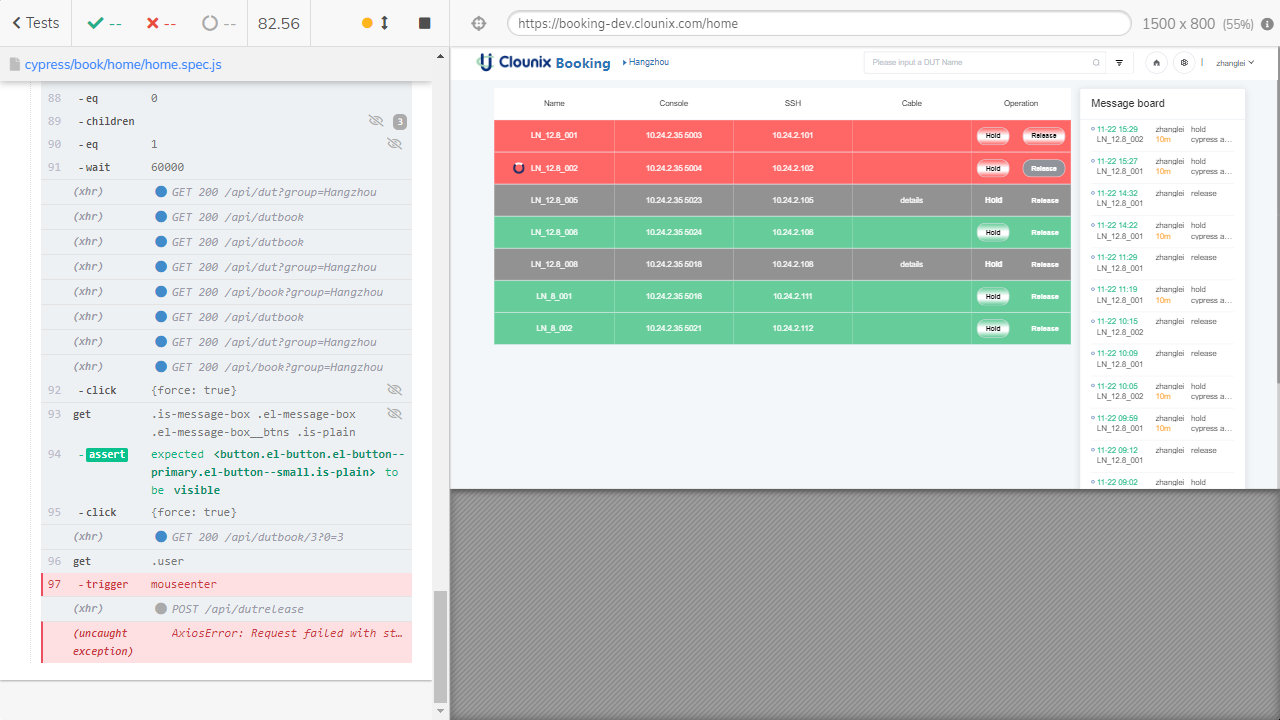 Tests -- -- -- 82.56
https://booking-dev.clounix.com/home 1500 x 800 (55%)
cypress/book/home/home.spec.js
88 -eq 0
89 -children 3
90 -eq 1
91 -wait 60000
(xhr) GET 200 /api/dut?group=Hangzhou
(xhr) GET 200 /api/dutbook
(xhr) GET 200 /api/dutbook
(xhr) GET 200 /api/dut?group=Hangzhou
(xhr) GET 200 /api/book?group=Hangzhou
(xhr) GET 200 /api/dutbook
(xhr) GET 200 /api/dut?group=Hangzhou
(xhr) GET 200 /api/book?group=Hangzhou
92 -click {force: true}
93 get .is-message-box .el-message-box
.el-message-box__btns .is-plain
94 -assert expected <button.el-button.el-button--
primary.el-button--small.is-plain> to
be visible
95 -click {force: true}
(xhr) GET 200 /api/dutbook/3?0=3
96 get .user
97 -trigger mouseenter
(xhr) POST /api/dutrelease
(uncaught AxiosError: Request failed with st…
exception)
Clounix Booking Hangzhou
Please input a DUT Name
zhanglei
Name Console SSH Cable Operation
LN_12.8_001 10.24.2.35 5003 10.24.2.101 Hold Release
LN_12.8_002 10.24.2.35 5004 10.24.2.102 Hold Release
LN_12.8_005 10.24.2.35 5023 10.24.2.105 details Hold Release
LN_12.8_006 10.24.2.35 5024 10.24.2.106 Hold Release
LN_12.8_008 10.24.2.35 5018 10.24.2.108 details Hold Release
LN_8_001 10.24.2.35 5016 10.24.2.111 Hold Release
LN_8_002 10.24.2.35 5021 10.24.2.112 Hold Release
Message board
11-22 15:29 zhanglei hold
LN_12.8_002 10m cypress a...
11-22 15:27 zhanglei hold
LN_12.8_001 10m cypress a...
11-22 14:32 zhanglei release
LN_12.8_001
11-22 14:22 zhanglei hold
LN_12.8_001 10m cypress a...
11-22 11:29 zhanglei release
LN_12.8_001
11-22 11:19 zhanglei hold
LN_12.8_001 10m cypress a...
11-22 10:15 zhanglei release
LN_12.8_002
11-22 10:09 zhanglei release
LN_12.8_001
11-22 10:05 zhanglei hold
LN_12.8_002 10m cypress a...
11-22 09:59 zhanglei hold
LN_12.8_001 10m cypress a...
11-22 09:12 zhanglei release
LN_12.8_001
11-22 09:02 zhanglei hold